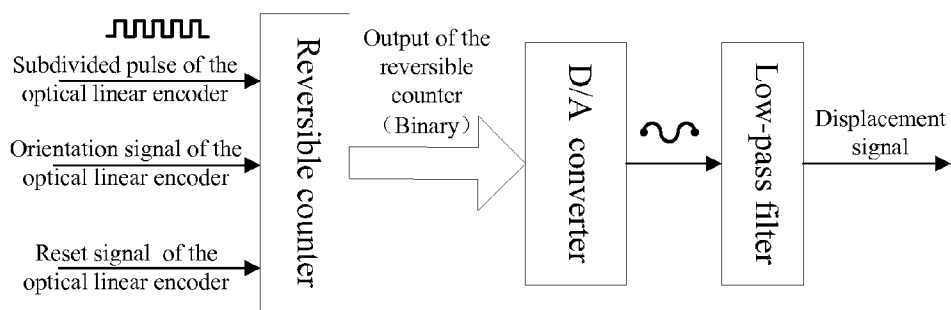 Subdivided pulse of the
optical linear encoder
Orientation signal of the
optical linear encoder
Reset signal of the
optical linear encoder
Reversible counter
Output of the
reversible
counter
（Binary）
D/A converter
Low-pass filter
Displacement
signal